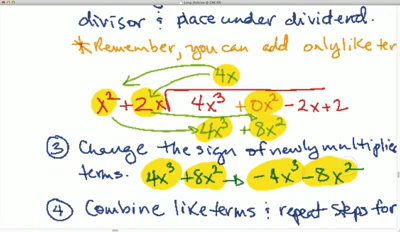 divisor & place under dividend.
*Remember, you can add only like ter
4x
x² + 2x 4x³ + 0x² - 2x + 2
4x³ + 8x²
③ Change the sign of newly multiplie
terms. 4x³ + 8x² → -4x³ - 8x²
④ Combine like terms & repeat steps for